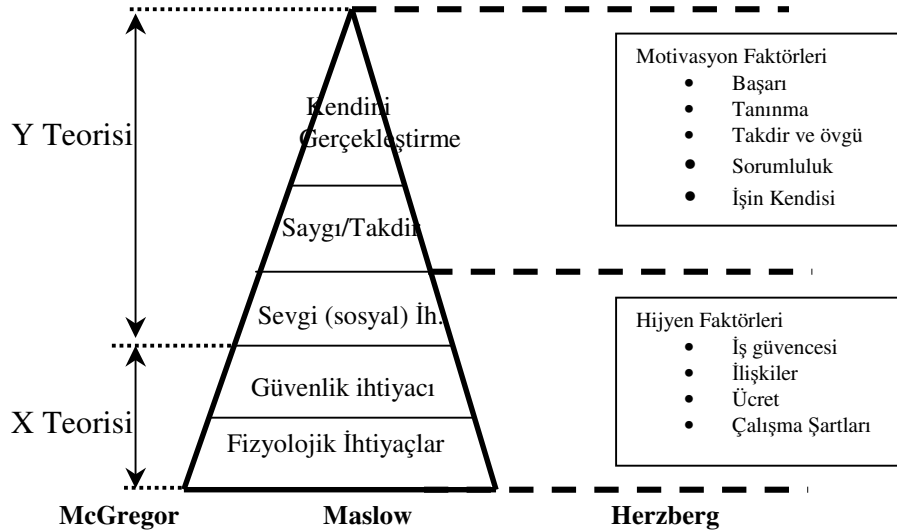 Y Teorisi
X Teorisi
Kendini
Gerçekleştirme
Saygı/Takdir
Sevgi (sosyal) İh.
Güvenlik ihtiyacı
Fizyolojik İhtiyaçlar
Motivasyon Faktörleri
• Başarı
• Tanınma
• Takdir ve övgü
• Sorumluluk
• İşin Kendisi
Hijyen Faktörleri
• İş güvencesi
• İlişkiler
• Ücret
• Çalışma Şartları
McGregor Maslow Herzberg